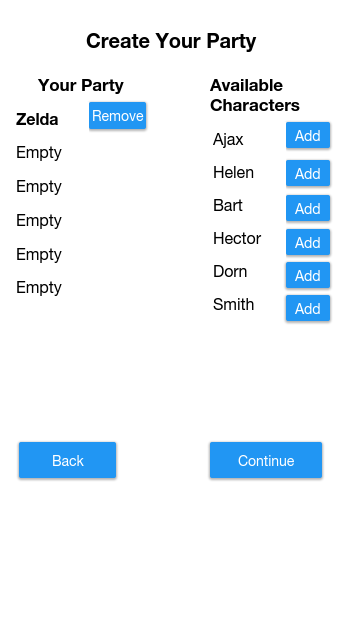 Create Your Party
Your Party
Zelda Remove
Empty
Empty
Empty
Empty
Empty
Available
Characters
Ajax Add
Helen Add
Bart Add
Hector Add
Dorn Add
Smith Add
Back
Continue